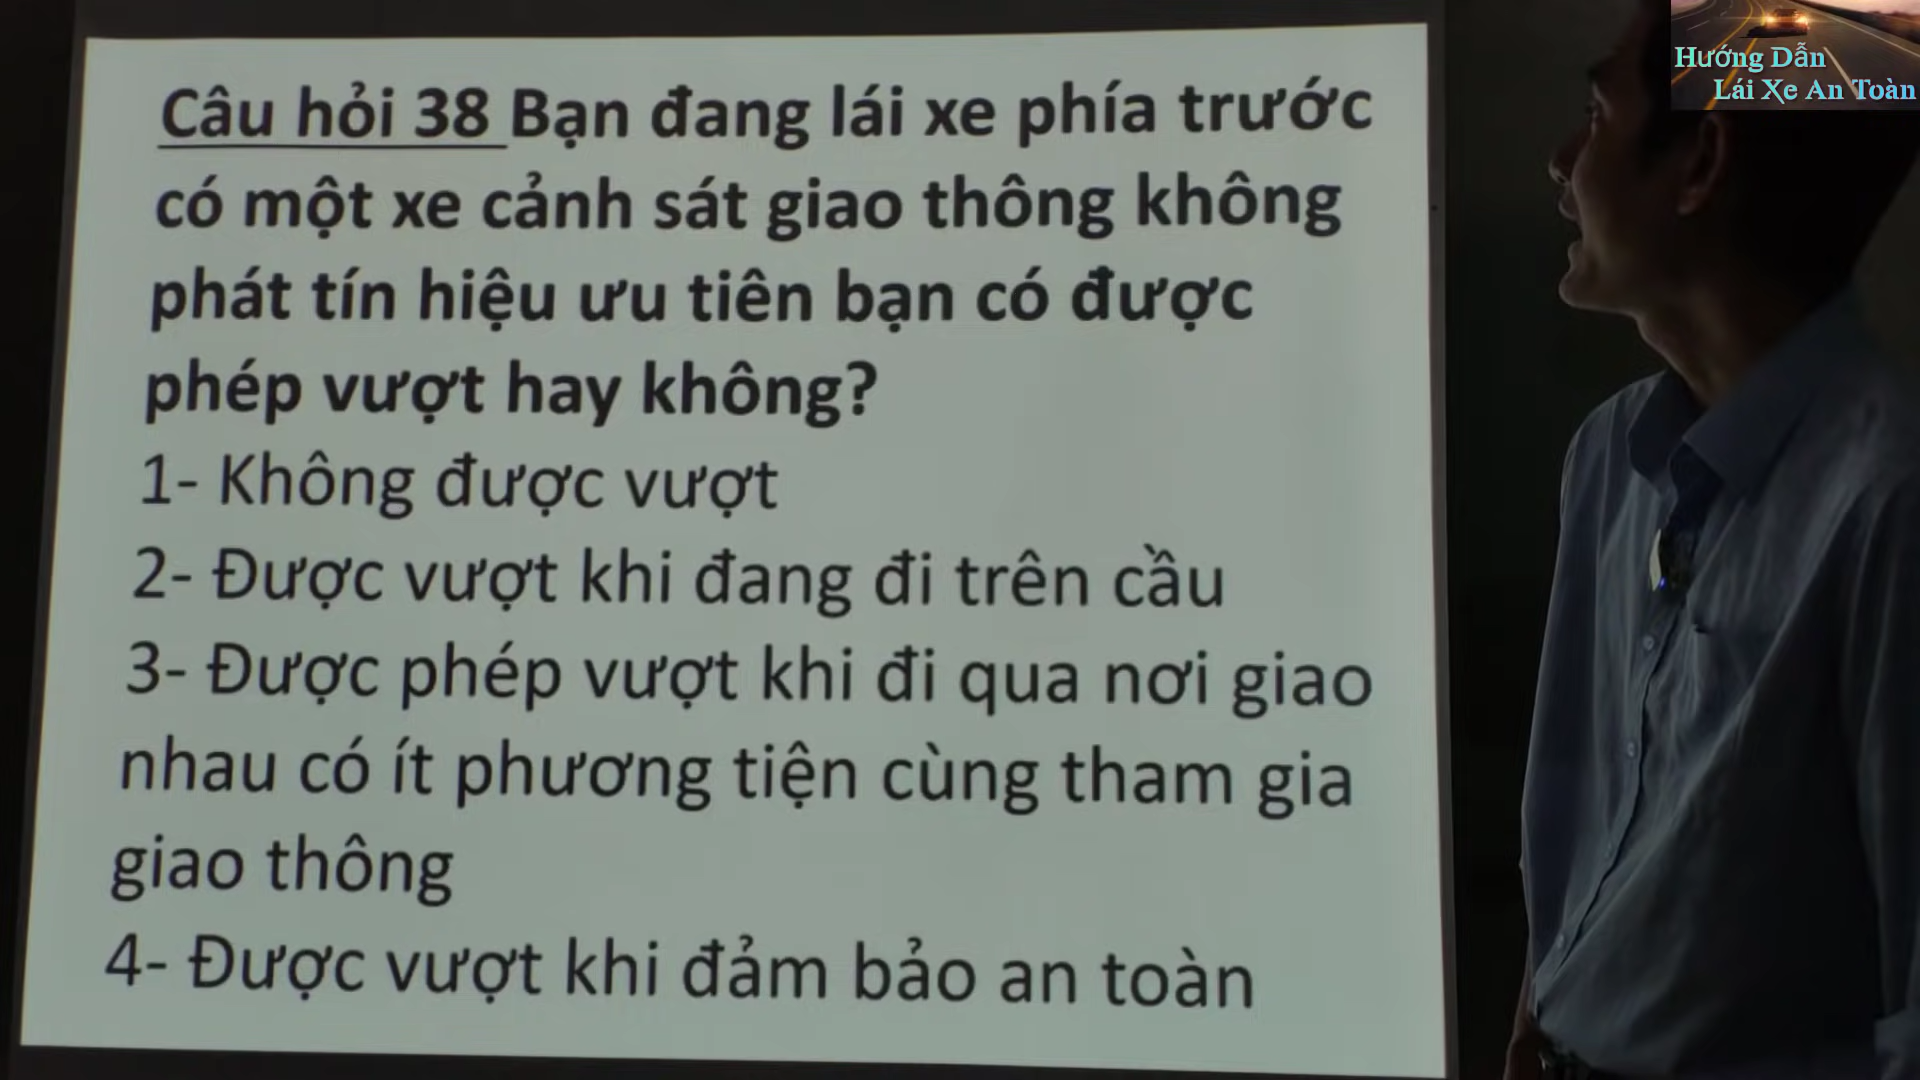 Hướng Dẫn
Lái Xe An Toàn
Câu hỏi 38 Bạn đang lái xe phía trước
có một xe cảnh sát giao thông không
phát tín hiệu ưu tiên bạn có được
phép vượt hay không?
1- Không được vượt
2- Được vượt khi đang đi trên cầu
3- Được phép vượt khi đi qua nơi giao
nhau có ít phương tiện cùng tham gia
giao thông
4- Được vượt khi đảm bảo an toàn